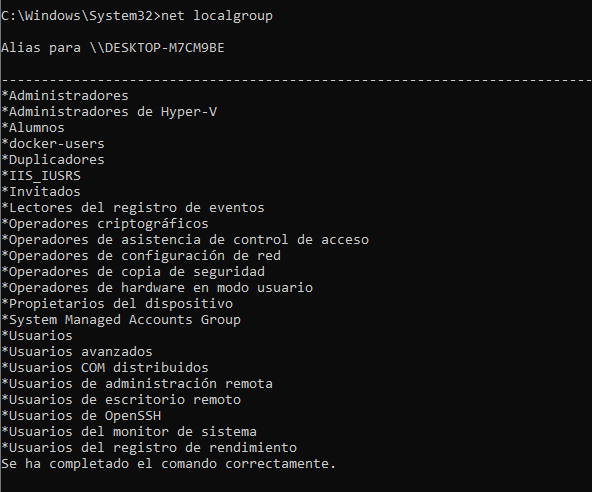 C:\Windows\System32>net localgroup
Alias para \\DESKTOP-M7CM9BE
-------------------------------------------------------------------------------
*Administradores
*Administradores de Hyper-V
*Alumnos
*docker-users
*Duplicadores
*IIS_IUSRS
*Invitados
*Lectores del registro de eventos
*Operadores criptográficos
*Operadores de asistencia de control de acceso
*Operadores de configuración de red
*Operadores de copia de seguridad
*Operadores de hardware en modo usuario
*Propietarios del dispositivo
*System Managed Accounts Group
*Usuarios
*Usuarios avanzados
*Usuarios COM distribuidos
*Usuarios de administración remota
*Usuarios de escritorio remoto
*Usuarios de OpenSSH
*Usuarios del monitor de sistema
*Usuarios del registro de rendimiento
Se ha completado el comando correctamente.